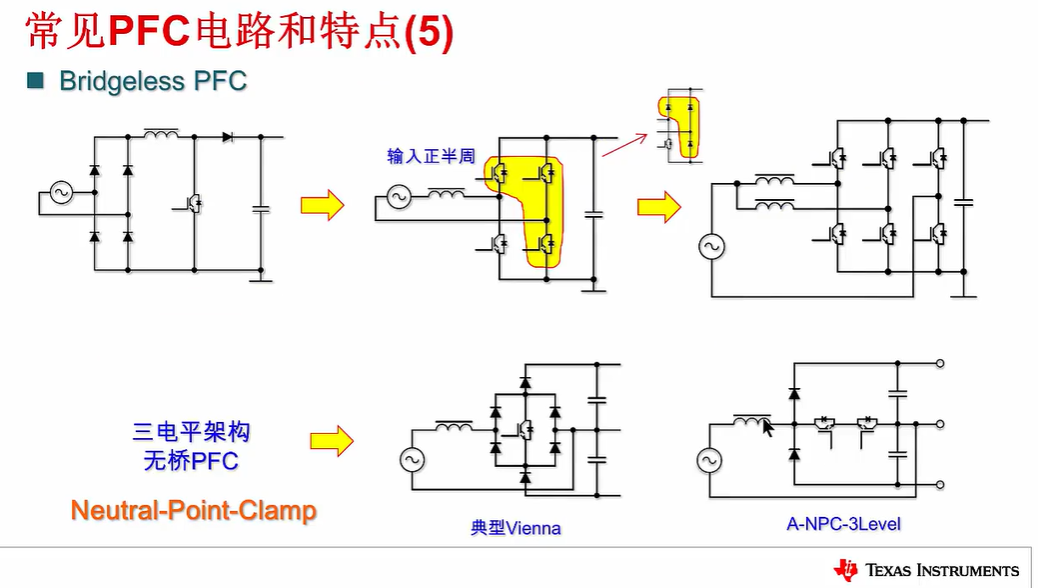 常见PFC电路和特点(5)
Bridgeless PFC
输入正半周
三电平架构
无桥PFC
Neutral-Point-Clamp
典型Vienna
A-NPC-3Level
TEXAS INSTRUMENTS